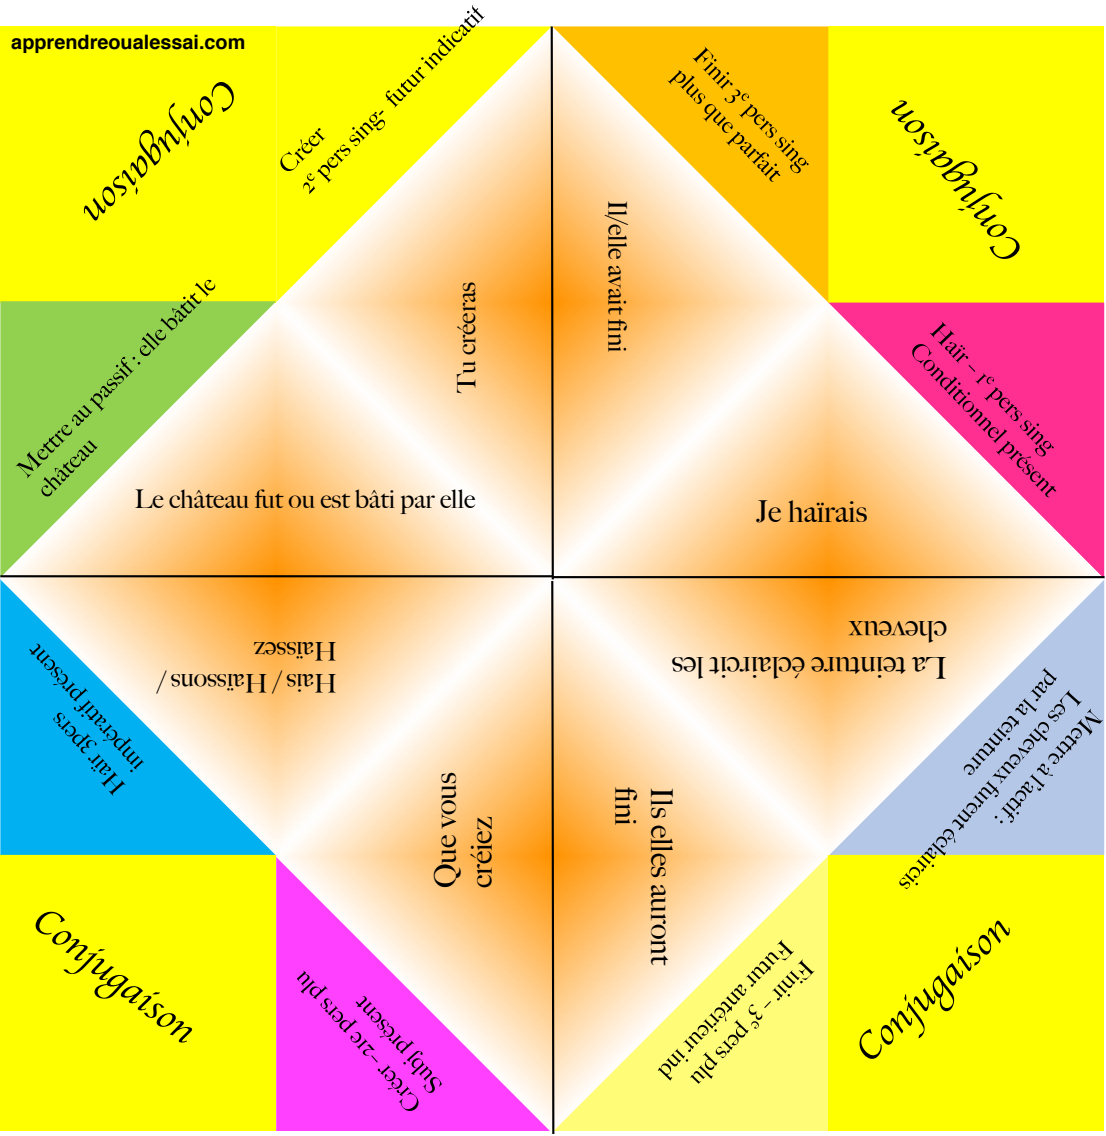 apprendreoualessai.com
Conjugaison
Créer
2e pers sing- futur indicatif
Finir 3e pers sing
plus que parfait
Conjugaison
Mettre au passif : elle bâtit le
château
Tu créeras
Il/elle avait fini
Haïr – 1e pers sing
Conditionnel présent
Le château fut ou est bâti par elle
Je haïrais
Haïr 3pers
impératif présent
Hais / Haïssons /
Haïssez
La teinture éclaircit les
cheveux
Mettre à l'actif :
Les cheveux furent éclaircis
par la teinture
Que vous
créiez
Ils elles auront
fini
Conjugaison
Créer –2re pers plu
Subj présent
Finir – 3e pers plu
Futur antérieur ind
Conjugaison